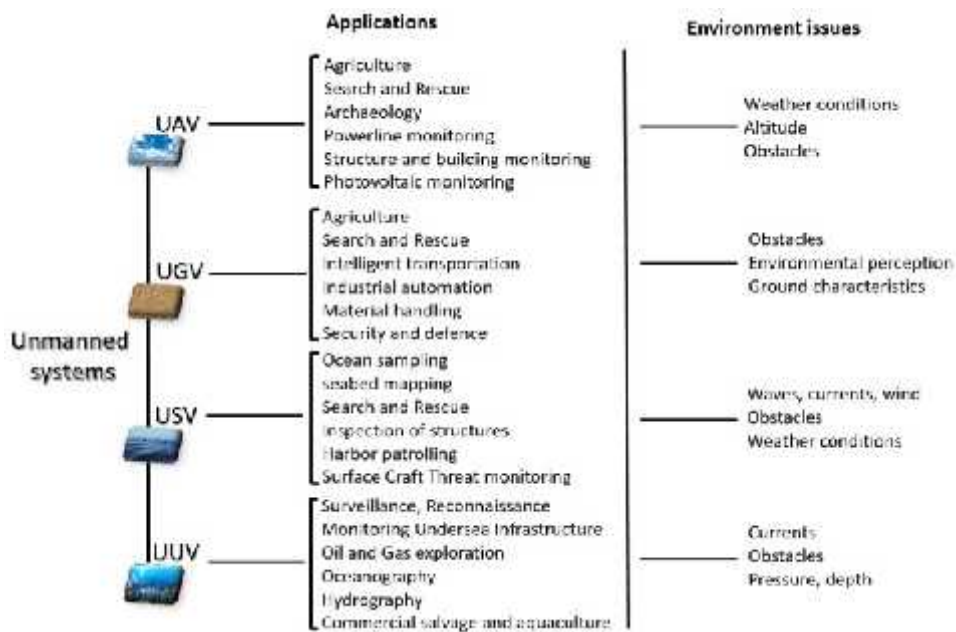 Applications
Environment issues
Unmanned
systems
UAV
Agriculture
Search and Rescue
Archaeology
Powerline monitoring
Structure and building monitoring
Photovoltaic monitoring
Weather conditions
Altitude
Obstacles
UGV
Agriculture
Search and Rescue
Intelligent transportation
Industrial automation
Material handling
Security and defence
Obstacles
Environmental perception
Ground characteristics
USV
Ocean sampling
seabed mapping
Search and Rescue
Inspection of structures
Harbor patrolling
Surface Craft Threat monitoring
Waves, currents, wind
Obstacles
Weather conditions
UUV
Surveillance, Reconnaissance
Monitoring Undersea Infrastructure
Oil and Gas exploration
Oceanography
Hydrography
Commercial salvage and aquaculture
Currents
Obstacles
Pressure, depth